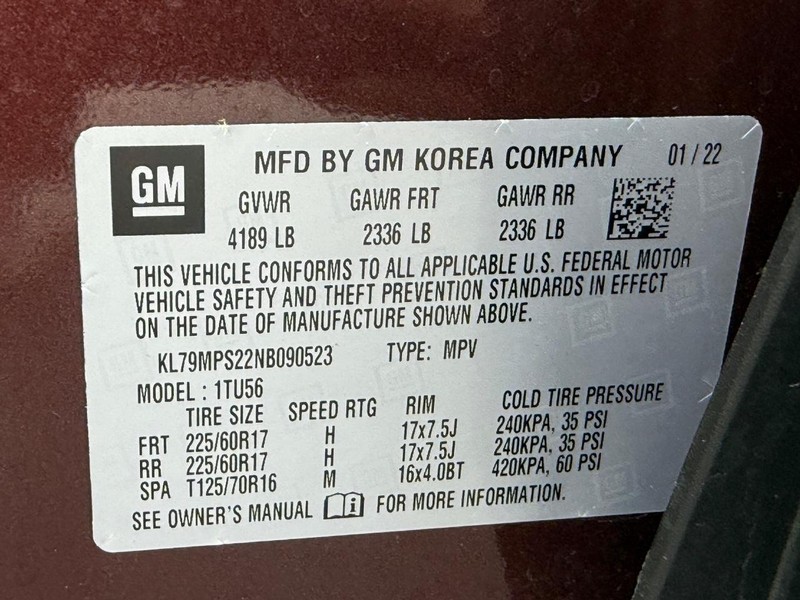 GM MFD BY GM KOREA COMPANY 01 / 22
GVWR GAWR FRT GAWR RR
4189 LB 2336 LB 2336 LB
THIS VEHICLE CONFORMS TO ALL APPLICABLE U.S. FEDERAL MOTOR
VEHICLE SAFETY AND THEFT PREVENTION STANDARDS IN EFFECT
ON THE DATE OF MANUFACTURE SHOWN ABOVE.
KL79MPS22NB090523 TYPE: MPV
MODEL : 1TU56
TIRE SIZE SPEED RTG RIM COLD TIRE PRESSURE
FRT 225/60R17 H 17x7.5J 240KPA, 35 PSI
RR 225/60R17 H 17x7.5J 240KPA, 35 PSI
SPA T125/70R16 M 16x4.0BT 420KPA, 60 PSI
SEE OWNER'S MANUAL i FOR MORE INFORMATION.